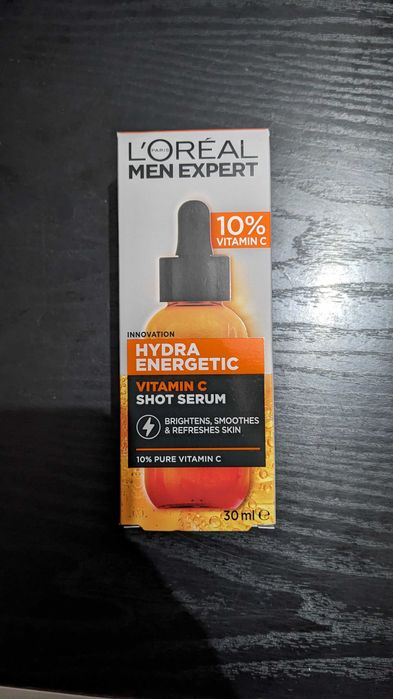 L'ORÉAL
PARIS
MEN EXPERT
10%
VITAMIN C
INNOVATION
HYDRA
ENERGETIC
VITAMIN C
SHOT SERUM
BRIGHTENS, SMOOTHES
& REFRESHES SKIN
10% PURE VITAMIN C
30 ml ℮